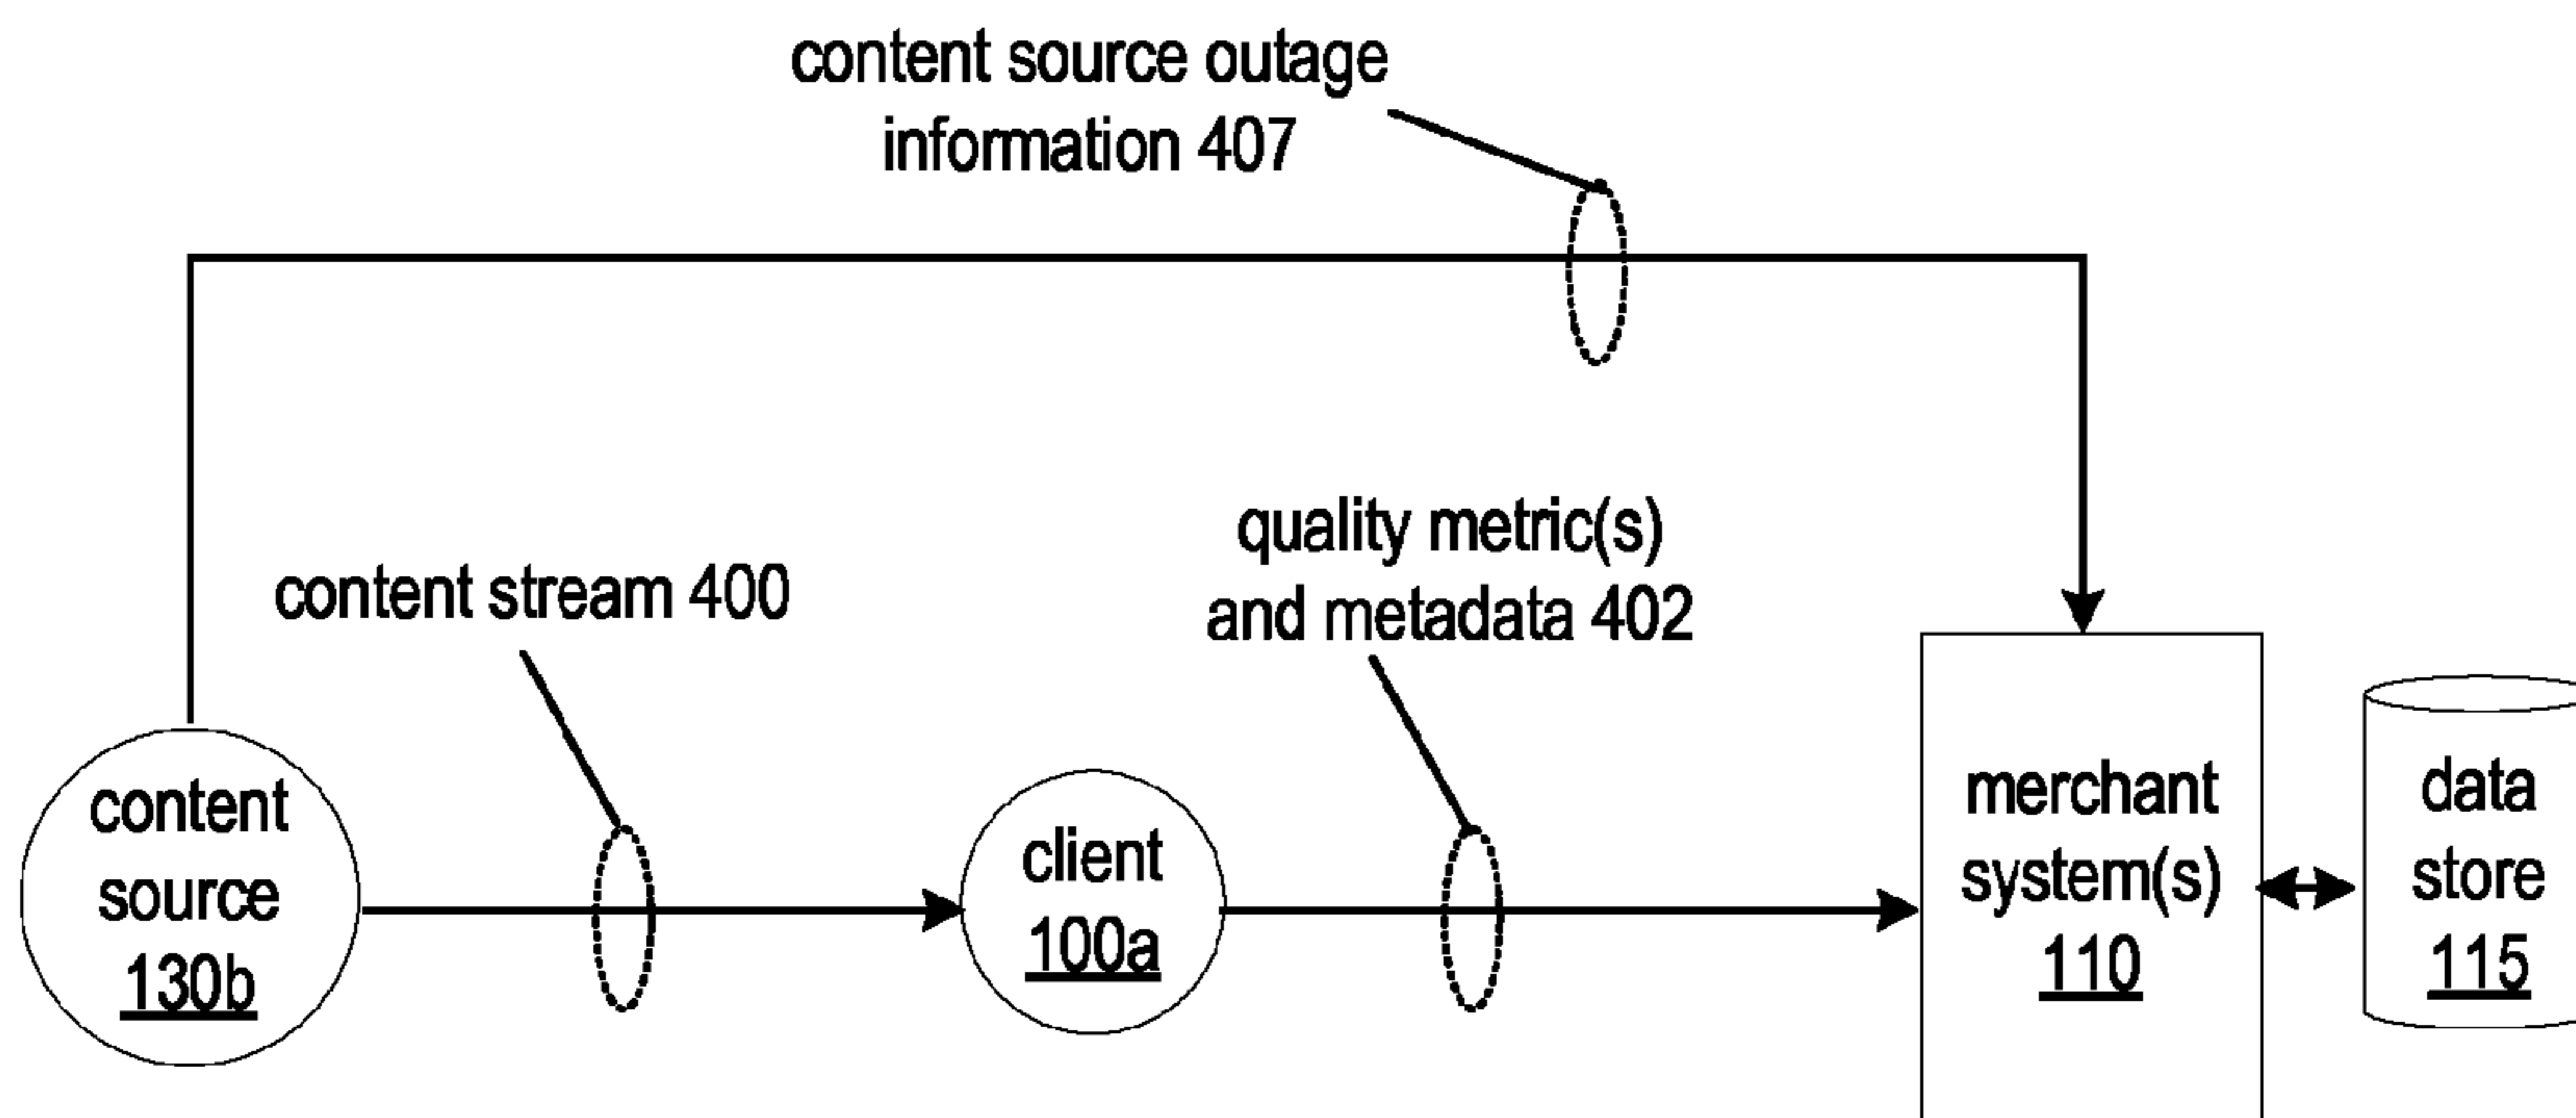 content source outage
information 407
quality metric(s)
and metadata 402
content stream 400
content
source
130b
client
100a
merchant
system(s)
110
data
store
115